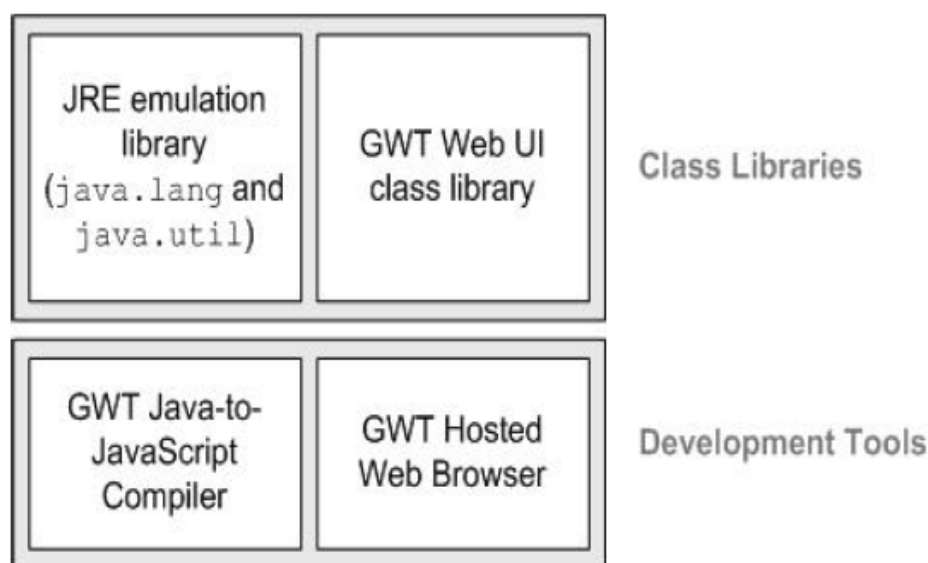 JRE emulation
library
(java.lang and
java.util)
GWT Web UI
class library
Class Libraries
GWT Java-to-
JavaScript
Compiler
GWT Hosted
Web Browser
Development Tools